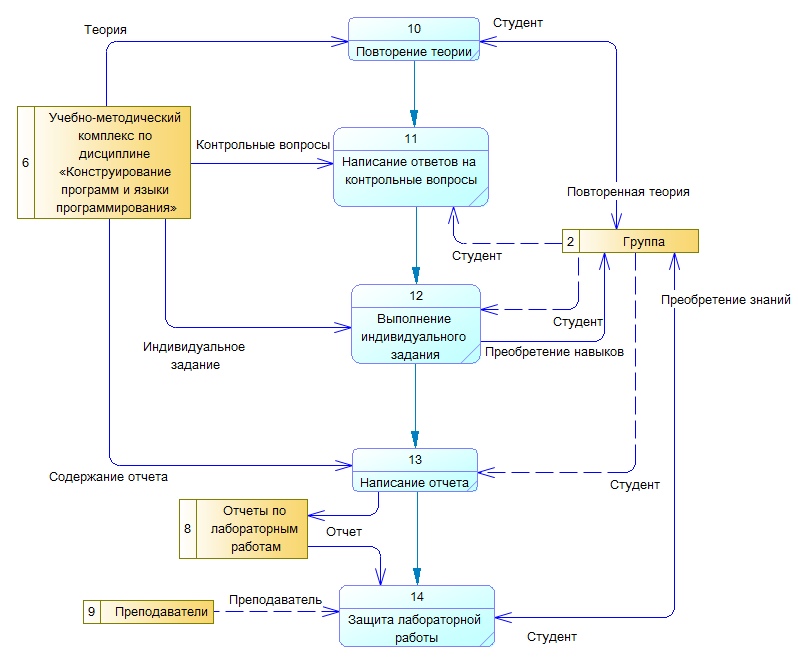 Теория
10
Студент
Повторение теории
Учебно-методический
комплекс по
дисциплине
«Конструирование
программ и языки
программирования»
6
Контрольные вопросы
11
Написание ответов на
контрольные вопросы
Повторенная теория
2
Группа
Студент
12
Выполнение
индивидуального
задания
Преобретение знаний
Студент
Преобретение навыков
Индивидуальное
задание
13
Написание отчета
Содержание отчета
Студент
8
Отчеты по
лабораторным
работам
Отчет
9
Преподаватели
Преподаватель
14
Защита лабораторной
работы
Студент